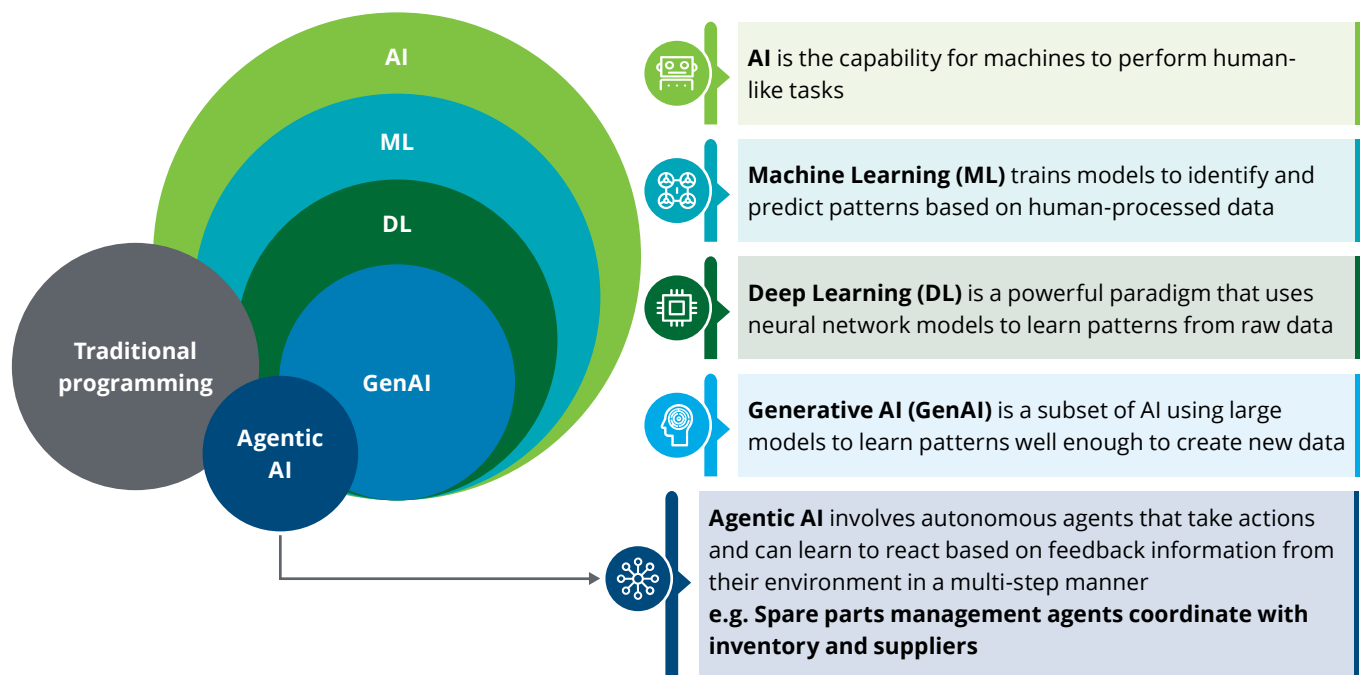 AI
ML
DL
Traditional
programming
GenAI
Agentic
AI
AI is the capability for machines to perform human-
like tasks
Machine Learning (ML) trains models to identify and
predict patterns based on human-processed data
Deep Learning (DL) is a powerful paradigm that uses
neural network models to learn patterns from raw data
Generative AI (GenAI) is a subset of AI using large
models to learn patterns well enough to create new data
Agentic AI involves autonomous agents that take actions
and can learn to react based on feedback information from
their environment in a multi-step manner
e.g. Spare parts management agents coordinate with
inventory and suppliers